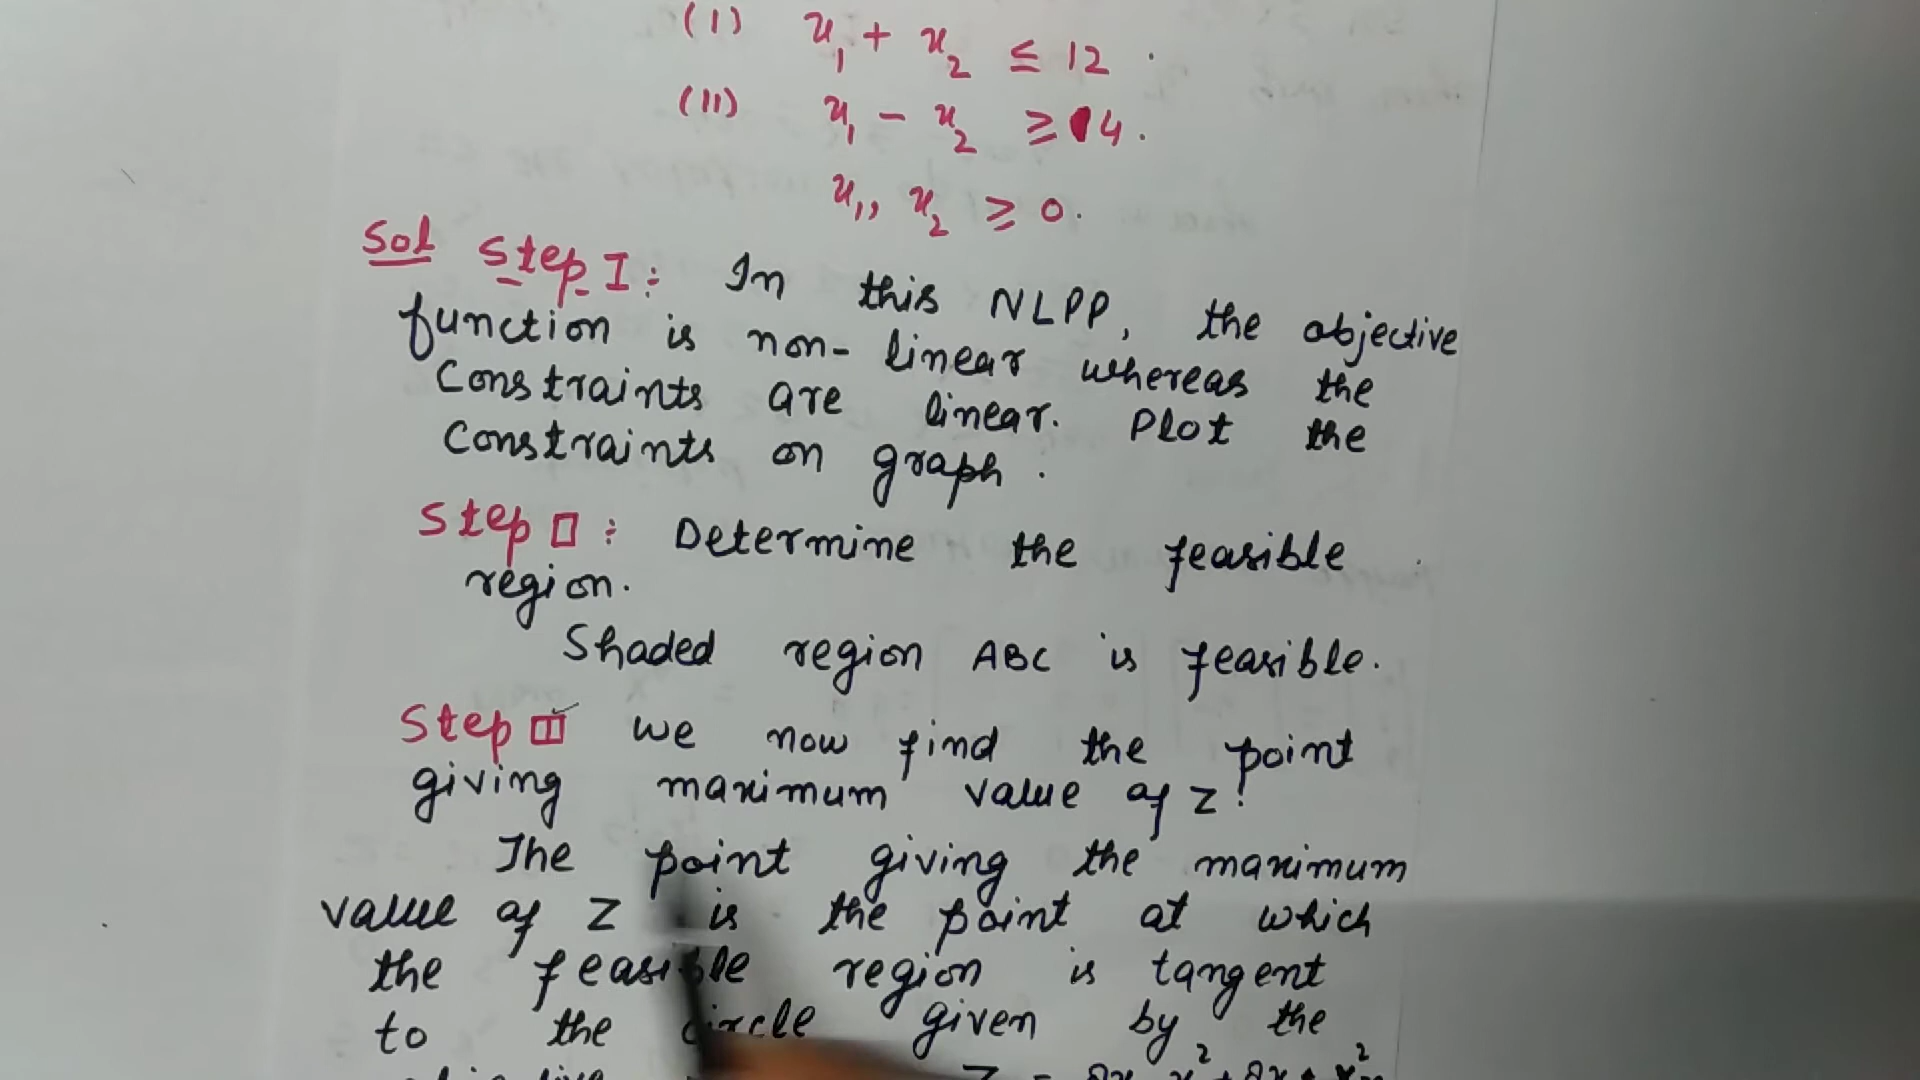 (I) x₁ + x₂ ≤ 12 .
(II) x₁ - x₂ ≥ 4 .
x₁, x₂ ≥ 0.
Sol Step I : In this NLPP, the objective
function is non-linear whereas the
Constraints are linear. Plot the
Constraints on graph .
Step II : Determine the feasible
region.
Shaded region ABC is feasible.
Step III we now find the point
giving maximum value of Z.
The point giving the maximum
value of Z is the point at which
the feasible region is tangent
to the circle given by the